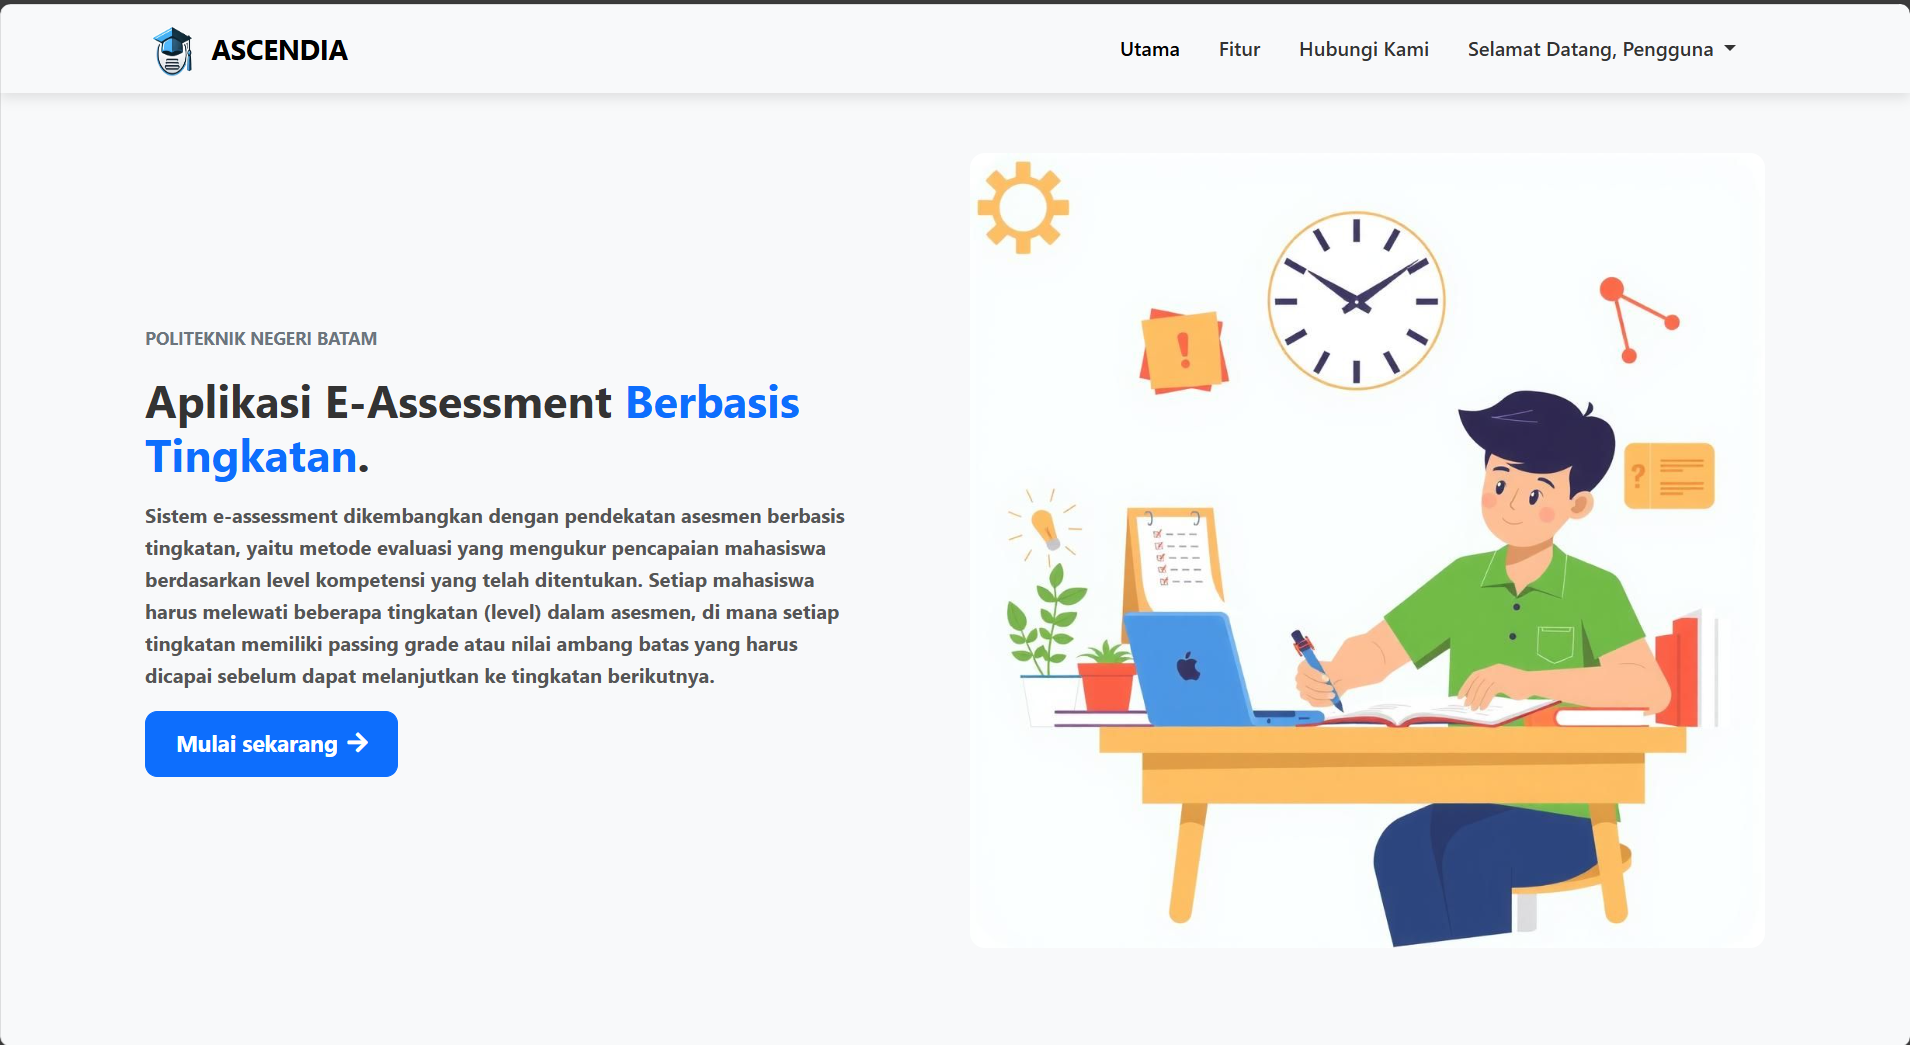 ASCENDIA
Utama
Fitur
Hubungi Kami
Selamat Datang, Pengguna
POLITEKNIK NEGERI BATAM
Aplikasi E-Assessment Berbasis
Tingkatan.
Sistem e-assessment dikembangkan dengan pendekatan asesmen berbasis
tingkatan, yaitu metode evaluasi yang mengukur pencapaian mahasiswa
berdasarkan level kompetensi yang telah ditentukan. Setiap mahasiswa
harus melewati beberapa tingkatan (level) dalam asesmen, di mana setiap
tingkatan memiliki passing grade atau nilai ambang batas yang harus
dicapai sebelum dapat melanjutkan ke tingkatan berikutnya.
Mulai sekarang →
!
?